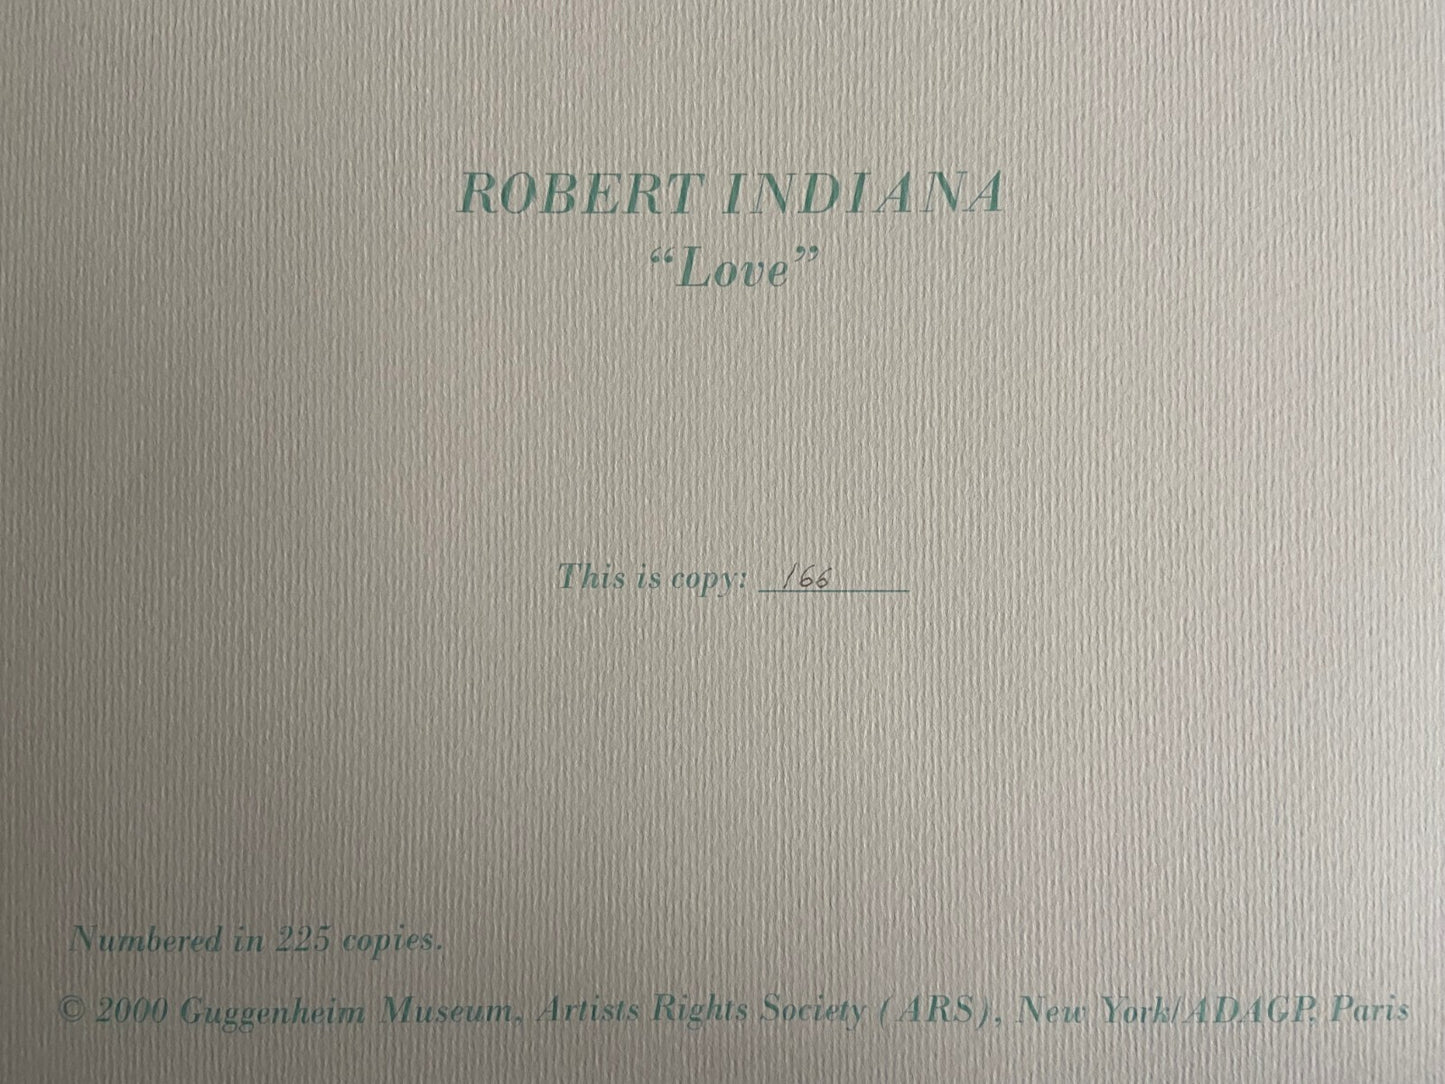 ROBERT INDIANA
“Love”
This is copy: 166
Numbered in 225 copies.
© 2000 Guggenheim Museum, Artists Rights Society (ARS), New York/ADAGP, Paris